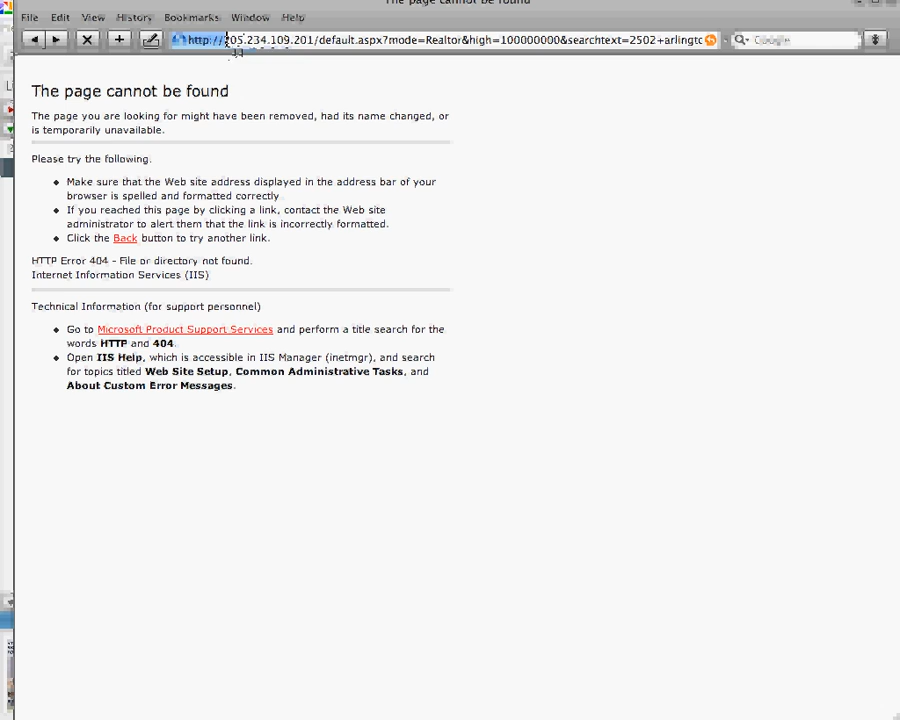 The page cannot be found
File Edit View History Bookmarks Window Help
http://205.234.109.201/default.aspx?mode=Realtor&high=100000000&searchtext=2502+arlingto
Google
The page cannot be found
The page you are looking for might have been removed, had its name changed, or
is temporarily unavailable.
Please try the following.
Make sure that the Web site address displayed in the address bar of your
browser is spelled and formatted correctly
If you reached this page by clicking a link, contact the Web site
administrator to alert them that the link is incorrectly formatted.
Click the Back button to try another link.
HTTP Error 404 - File or directory not found.
Internet Information Services (IIS)
Technical Information (for support personnel)
Go to Microsoft Product Support Services and perform a title search for the
words HTTP and 404.
Open IIS Help, which is accessible in IIS Manager (inetmgr), and search
for topics titled Web Site Setup, Common Administrative Tasks, and
About Custom Error Messages.